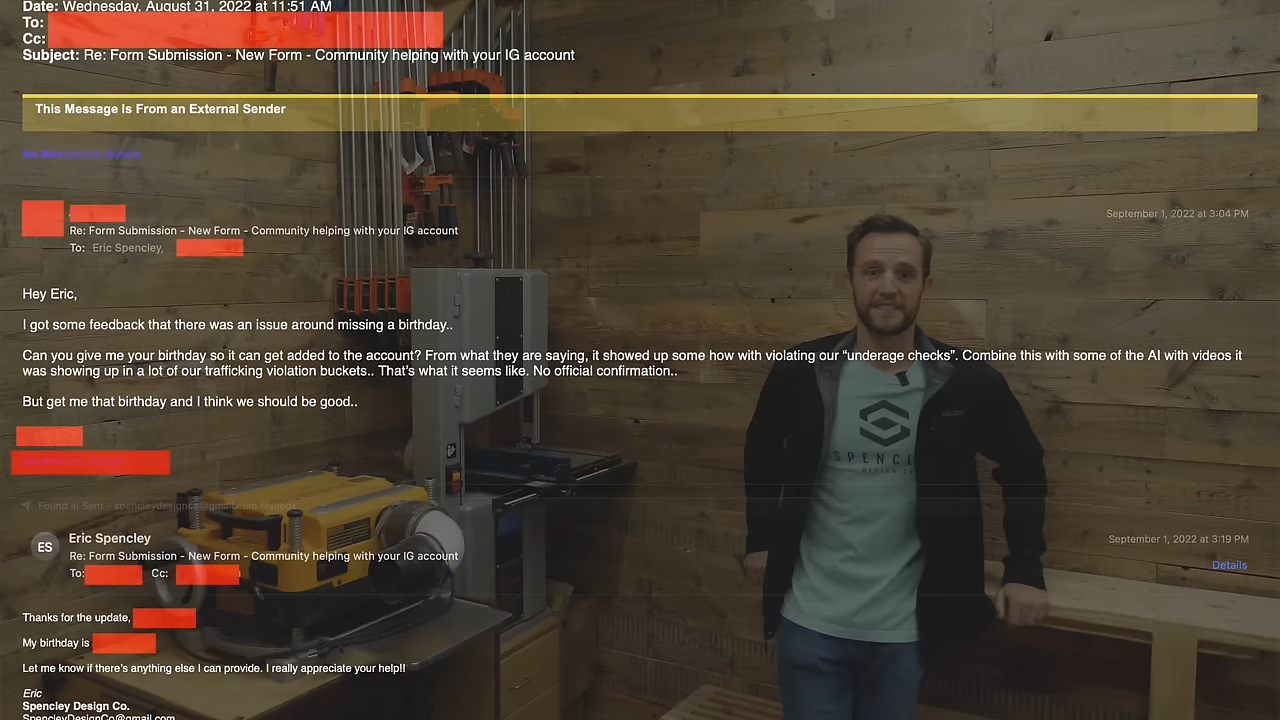 Date: Wednesday, August 31, 2022 at 11:51 AM
To:
Cc:
Subject: Re: Form Submission - New Form - Community helping with your IG account
This Message Is From an External Sender
September 1, 2022 at 3:04 PM
Re: Form Submission - New Form - Community helping with your IG account
To: Eric Spencley,
Hey Eric,
I got some feedback that there was an issue around missing a birthday..
Can you give me your birthday so it can get added to the account? From what they are saying, it showed up some how with violating our “underage checks”. Combine this with some of the AI with videos it
was showing up in a lot of our trafficking violation buckets.. That’s what it seems like. No official confirmation..
But get me that birthday and I think we should be good..
SPENCL
DESIGN CO
Found in Sent - spencleydesignco@gmail.com Mailbox
ES
Eric Spencley
September 1, 2022 at 3:19 PM
Re: Form Submission - New Form - Community helping with your IG account
To: Cc:
Details
Thanks for the update,
My birthday is
Let me know if there's anything else I can provide. I really appreciate your help!!
Eric
Spencley Design Co.
SpencleyDesignCo@gmail.com